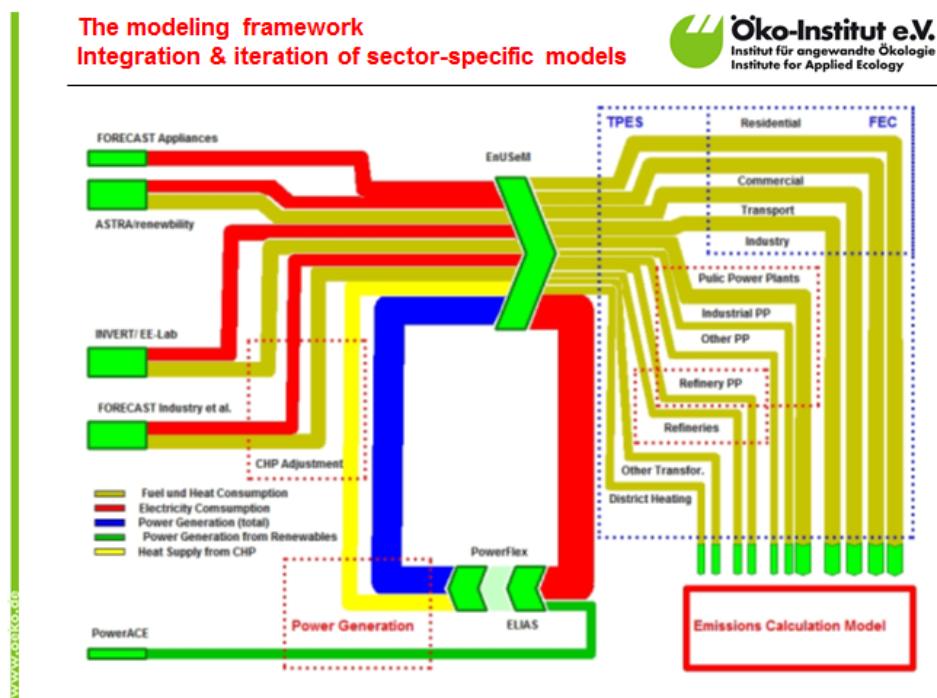 The modeling framework
Integration & iteration of sector-specific models
Öko-Institut e.V.
Institut für angewandte Ökologie
Institute for Applied Ecology
FORECAST Appliances
ASTRA/renewbility
INVERT/ EE-Lab
FORECAST Industry et al.
CHP Adjustment
EnUSeM
TPES
FEC
Residential
Commercial
Transport
Industry
Pulic Power Plants
Industrial PP
Other PP
Refinery PP
Refineries
Other Transfor.
District Heating
Fuel und Heat Consumption
Electricity Comsumption
Power Generation (total)
Power Generation from Renewables
Heat Supply from CHP
PowerFlex
ELIAS
Power Generation
PowerACE
Emissions Calculation Model
www.oeko.de